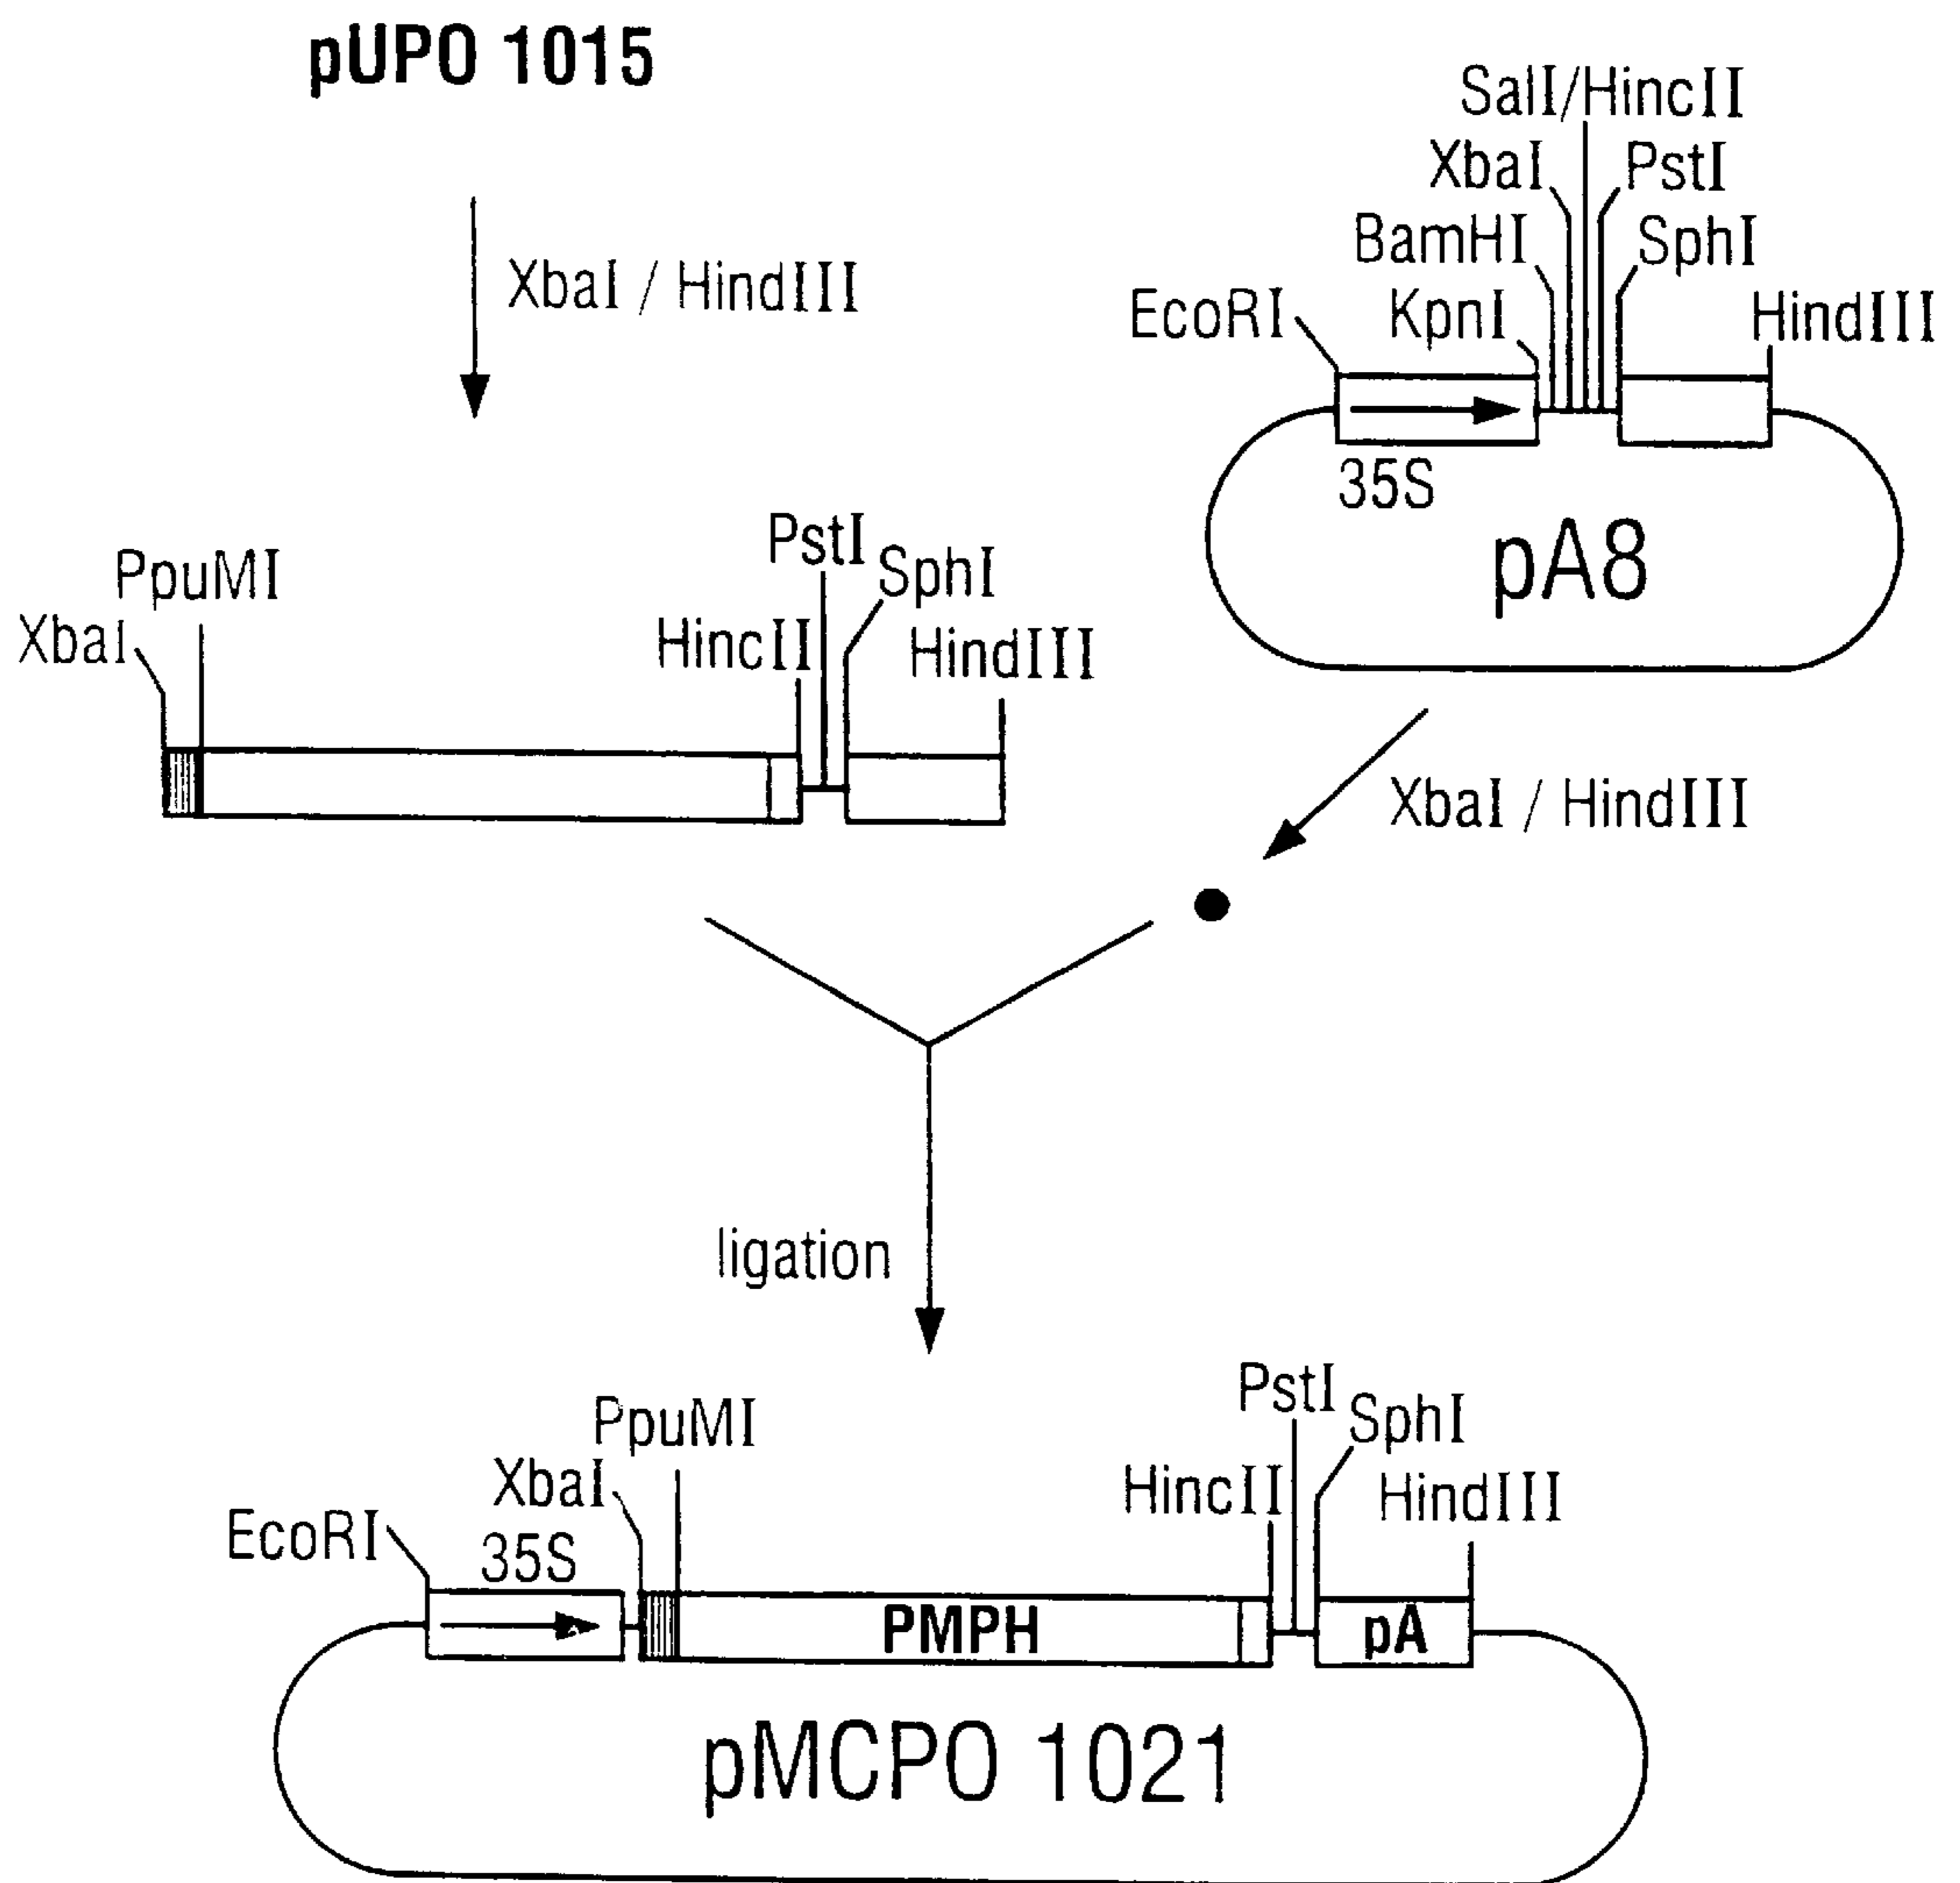 pUPO 1015
XbaI / HindIII
SalI/HincII
XbaI
PstI
BamHI
SphI
EcoRI
KpnI
HindIII
35S
pA8
XbaI / HindIII
PpuMI
XbaI
PstI
SphI
HincII
HindIII
ligation
PpuMI
XbaI
EcoRI
35S
PstI
SphI
HincII
HindIII
PMPH
pA
pMCPO 1021